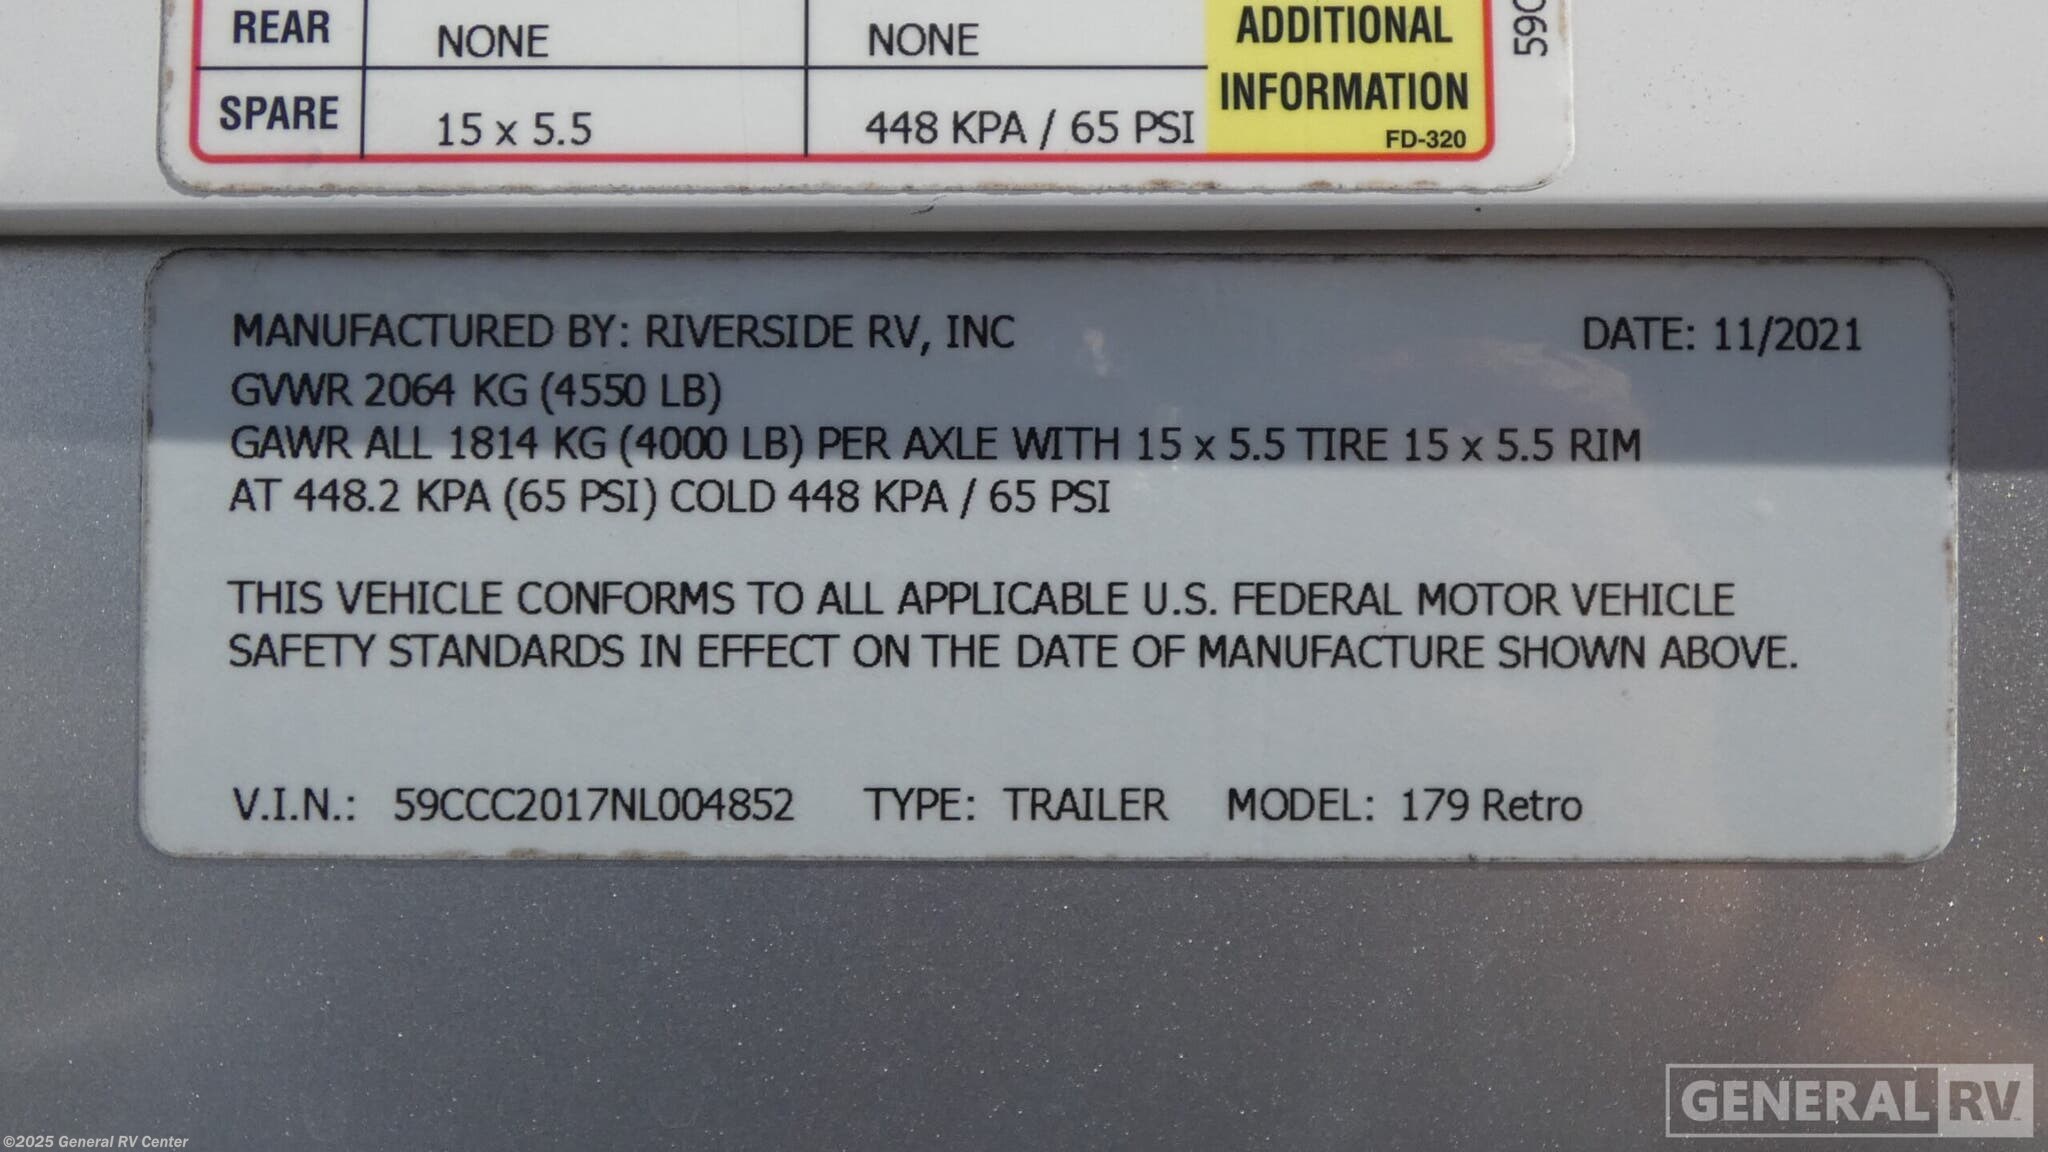 REAR NONE NONE
ADDITIONAL
INFORMATION
SPARE 15 x 5.5 448 KPA / 65 PSI
FD-320
MANUFACTURED BY: RIVERSIDE RV, INC DATE: 11/2021
GVWR 2064 KG (4550 LB)
GAWR ALL 1814 KG (4000 LB) PER AXLE WITH 15 x 5.5 TIRE 15 x 5.5 RIM
AT 448.2 KPA (65 PSI) COLD 448 KPA / 65 PSI
THIS VEHICLE CONFORMS TO ALL APPLICABLE U.S. FEDERAL MOTOR VEHICLE
SAFETY STANDARDS IN EFFECT ON THE DATE OF MANUFACTURE SHOWN ABOVE.
V.I.N.: 59CCC2017NL004852 TYPE: TRAILER MODEL: 179 Retro
GENERAL RV
©2025 General RV Center